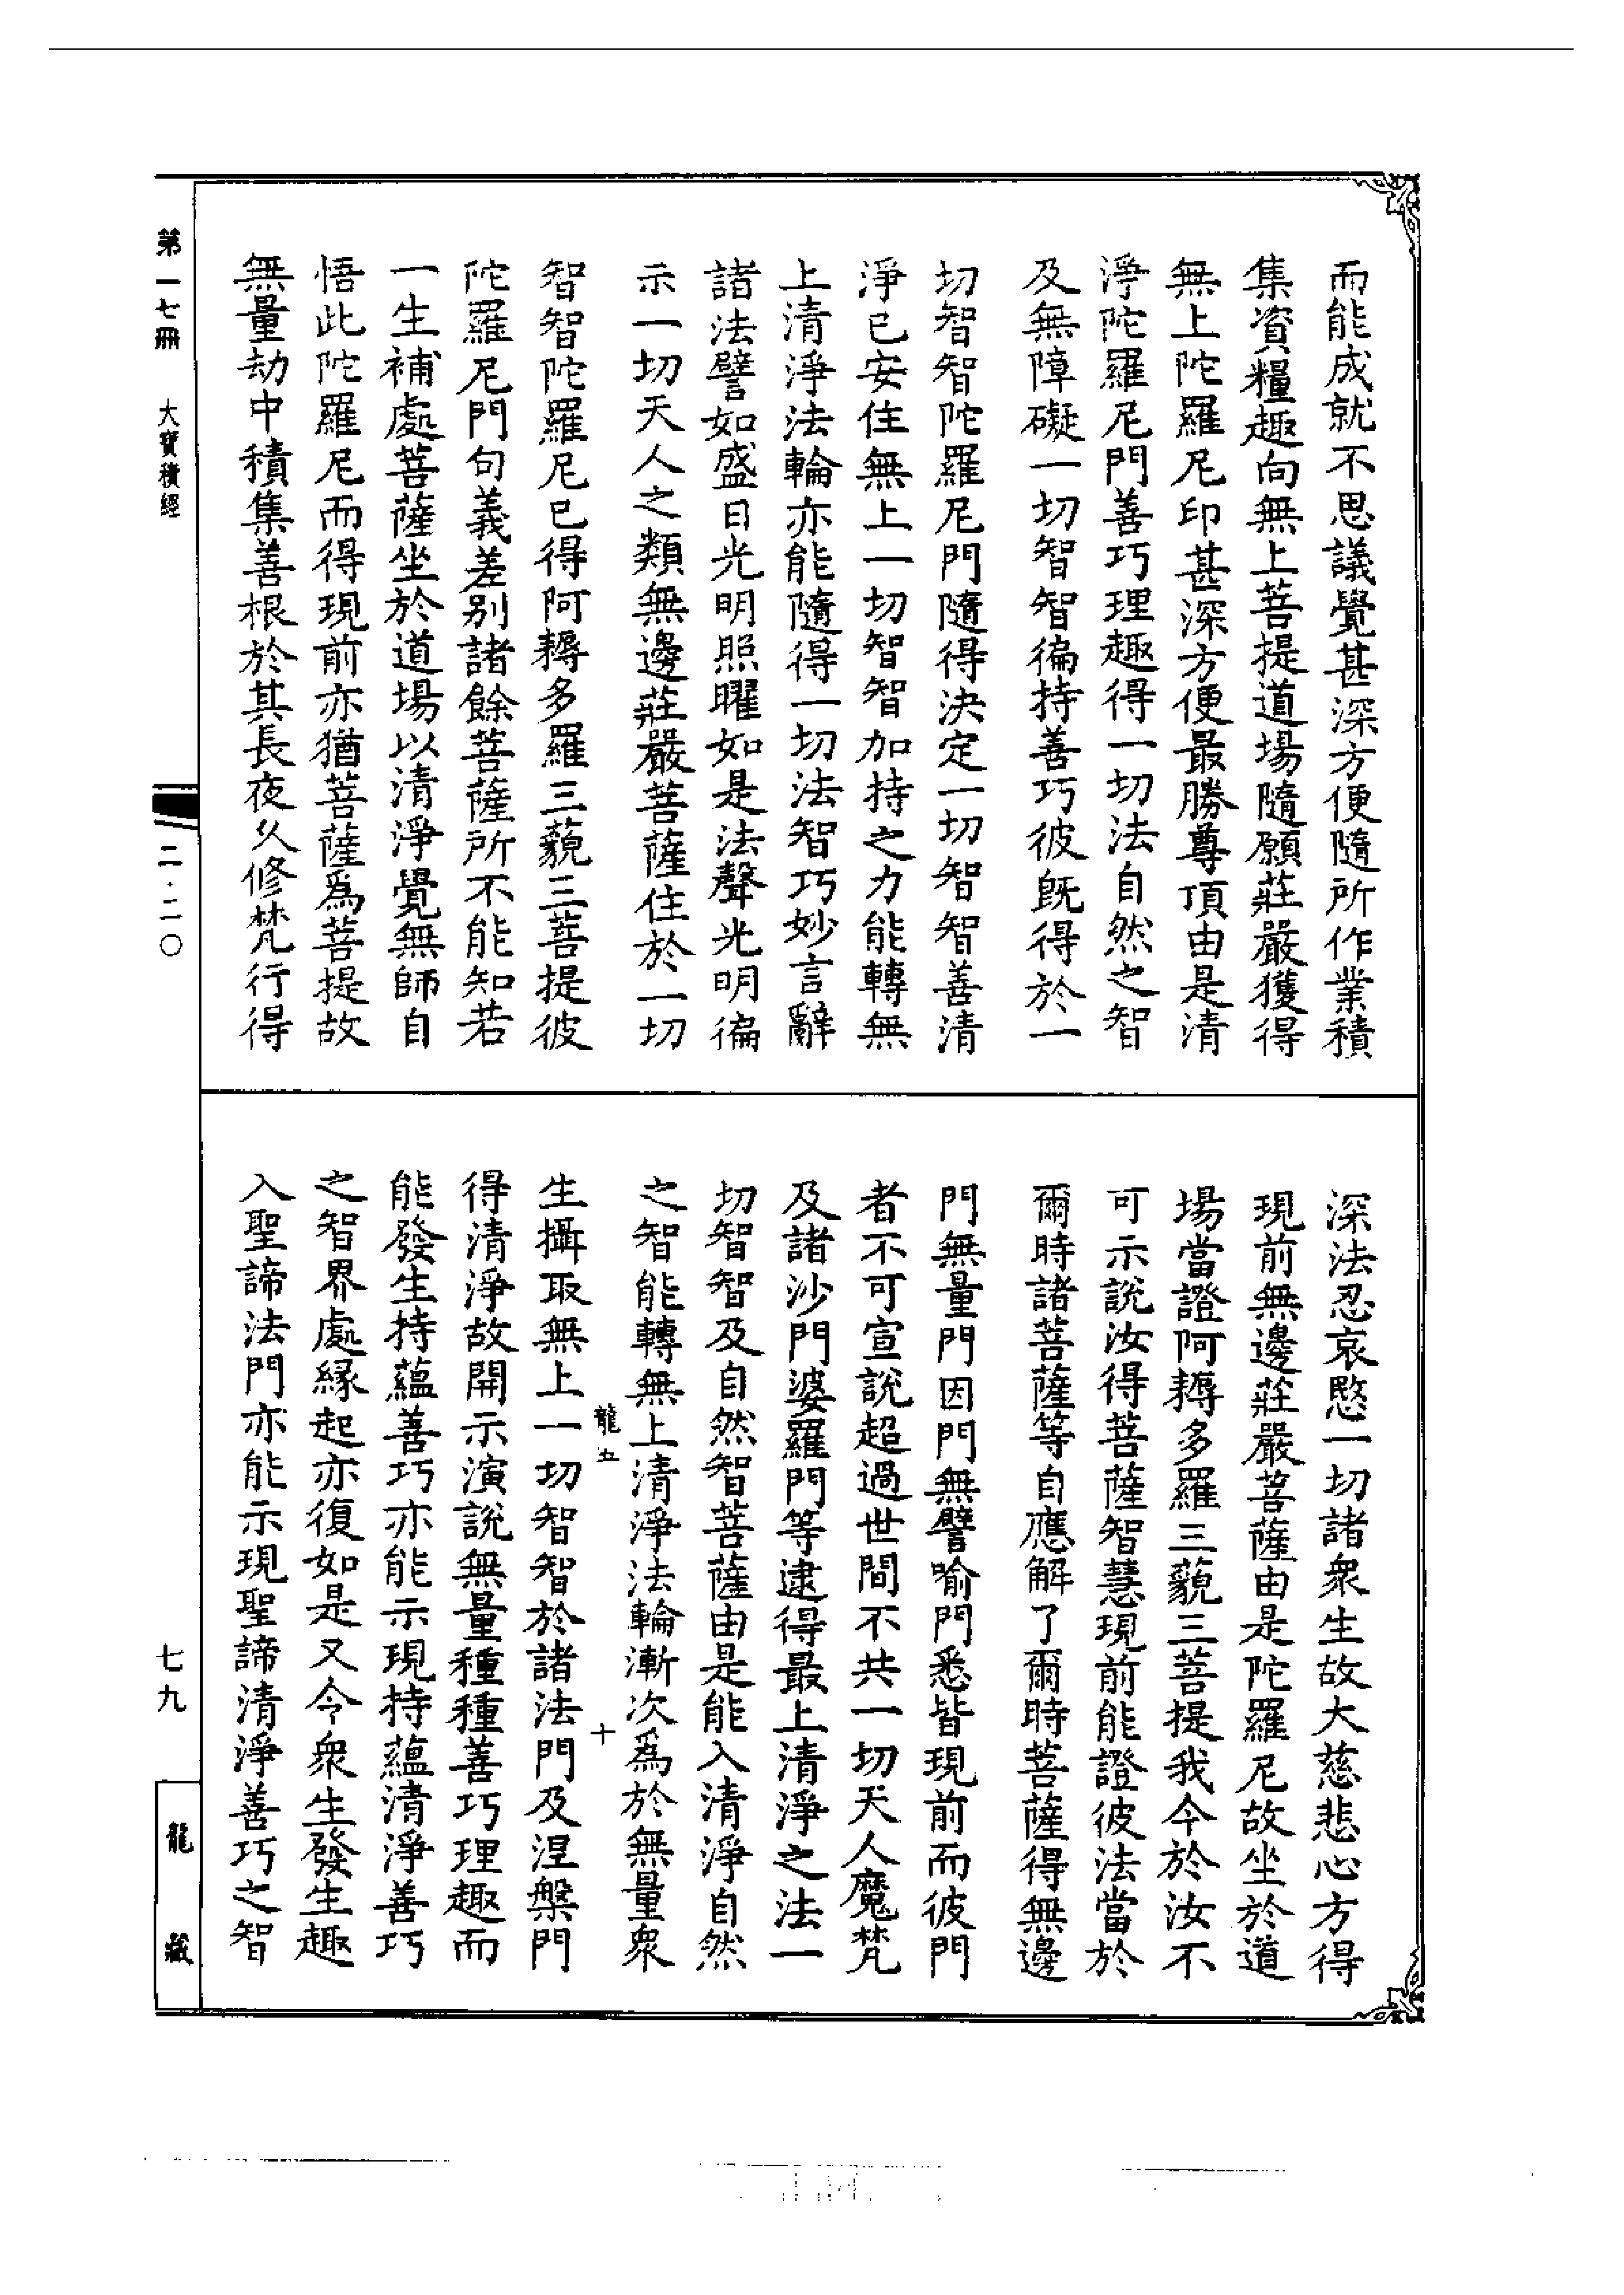 而能成就不思議覺甚深方便隨所作業積
集資糧趣向無上菩提道場隨願莊嚴獲得
無上陀羅尼印甚深方便最勝尊頂由是清
淨陀羅尼門善巧理趣得一切法自然之智
及無障礙一切智智徧持善巧彼旣得於一
切智智陀羅尼門隨得決定一切智智善清
淨已安住無上一切智智加持之力能轉無
上清淨法輪亦能隨得一切法智巧妙言辭
諸法譬如盛日光明照曜如是法聲光明徧
示一切天人之類無邊莊嚴菩薩住於一切
智智陀羅尼已得阿耨多羅三藐三菩提彼
陀羅尼門句義差別諸餘菩薩所不能知若
一生補處菩薩坐於道場以清淨覺無師自
悟此陀羅尼而得現前亦猶菩薩爲菩提故
無量劫中積集善根於其長夜久修梵行得
深法忍哀愍一切諸衆生故大慈悲心方得
現前無邊莊嚴菩薩由是陀羅尼故坐於道
場當證阿耨多羅三藐三菩提我今於汝不
可示說汝得菩薩智慧現前能證彼法當於
爾時諸菩薩等自應解了爾時菩薩得無邊
門無量門因門無譬喻門悉皆現前而彼門
者不可宣說超過世間不共一切天人魔梵
及諸沙門婆羅門等逮得最上清淨之法一
切智智及自然智菩薩由是能入清淨自然
之智能轉無上清淨法輪漸次爲於無量衆
龍五 十
生攝取無上一切智智於諸法門及涅槃門
得清淨故開示演說無量種種善巧理趣而
能發生持蘊善巧亦能示現持蘊清淨善巧
之智界處緣起亦復如是又令衆生發生趣
入聖諦法門亦能示現聖諦清淨善巧之智
第一七冊 大寶積經
二·二〇
七九
龍藏